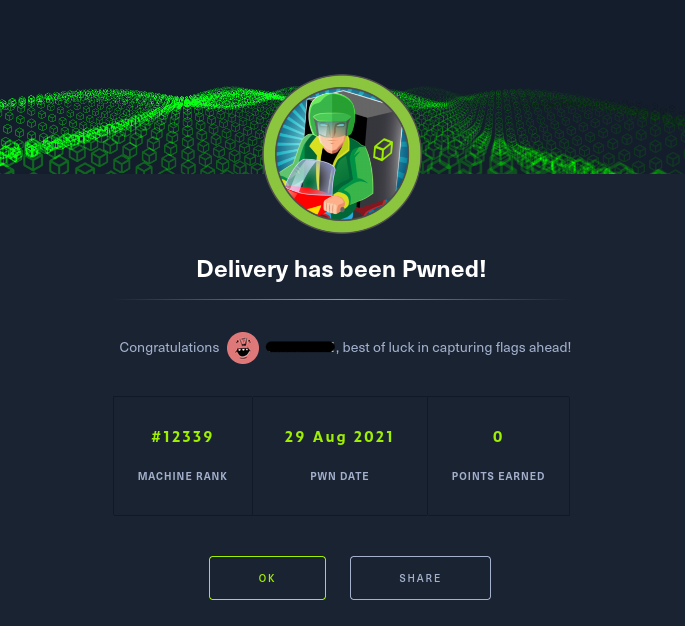 Delivery has been Pwned!
Congratulations , best of luck in capturing flags ahead!
#12339 29 Aug 2021 0
MACHINE RANK PWN DATE POINTS EARNED
OK SHARE